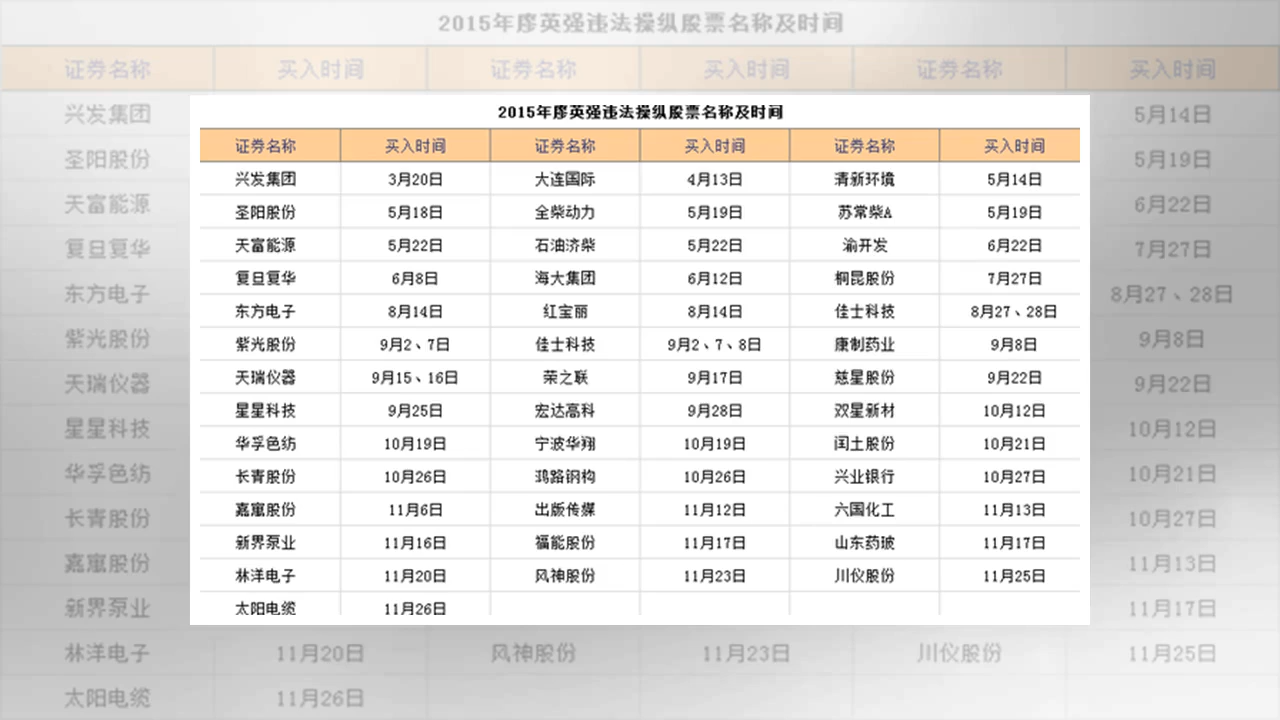 2015年廖英强违法操纵股票名称及时间
证券名称 买入时间 证券名称 买入时间 证券名称 买入时间
兴发集团 3月20日 大连国际 4月13日 清新环境 5月14日
圣阳股份 5月18日 全柴动力 5月19日 苏常柴A 5月19日
天富能源 5月22日 石油济柴 5月22日 渝开发 6月22日
复旦复华 6月8日 海大集团 6月12日 桐昆股份 7月27日
东方电子 8月14日 红宝丽 8月14日 佳士科技 8月27、28日
紫光股份 9月2、7日 佳士科技 9月2、7、8日 康制药业 9月8日
天瑞仪器 9月15、16日 荣之联 9月17日 慈星股份 9月22日
星星科技 9月25日 宏达高科 9月28日 双星新材 10月12日
华孚色纺 10月19日 宁波华翔 10月19日 闰土股份 10月21日
长青股份 10月26日 鸿路钢构 10月26日 兴业银行 10月27日
嘉寓股份 11月6日 出版传媒 11月12日 六国化工 11月13日
新界泵业 11月16日 福能股份 11月17日 山东药玻 11月17日
林洋电子 11月20日 风神股份 11月23日 川仪股份 11月25日
太阳电缆 11月26日